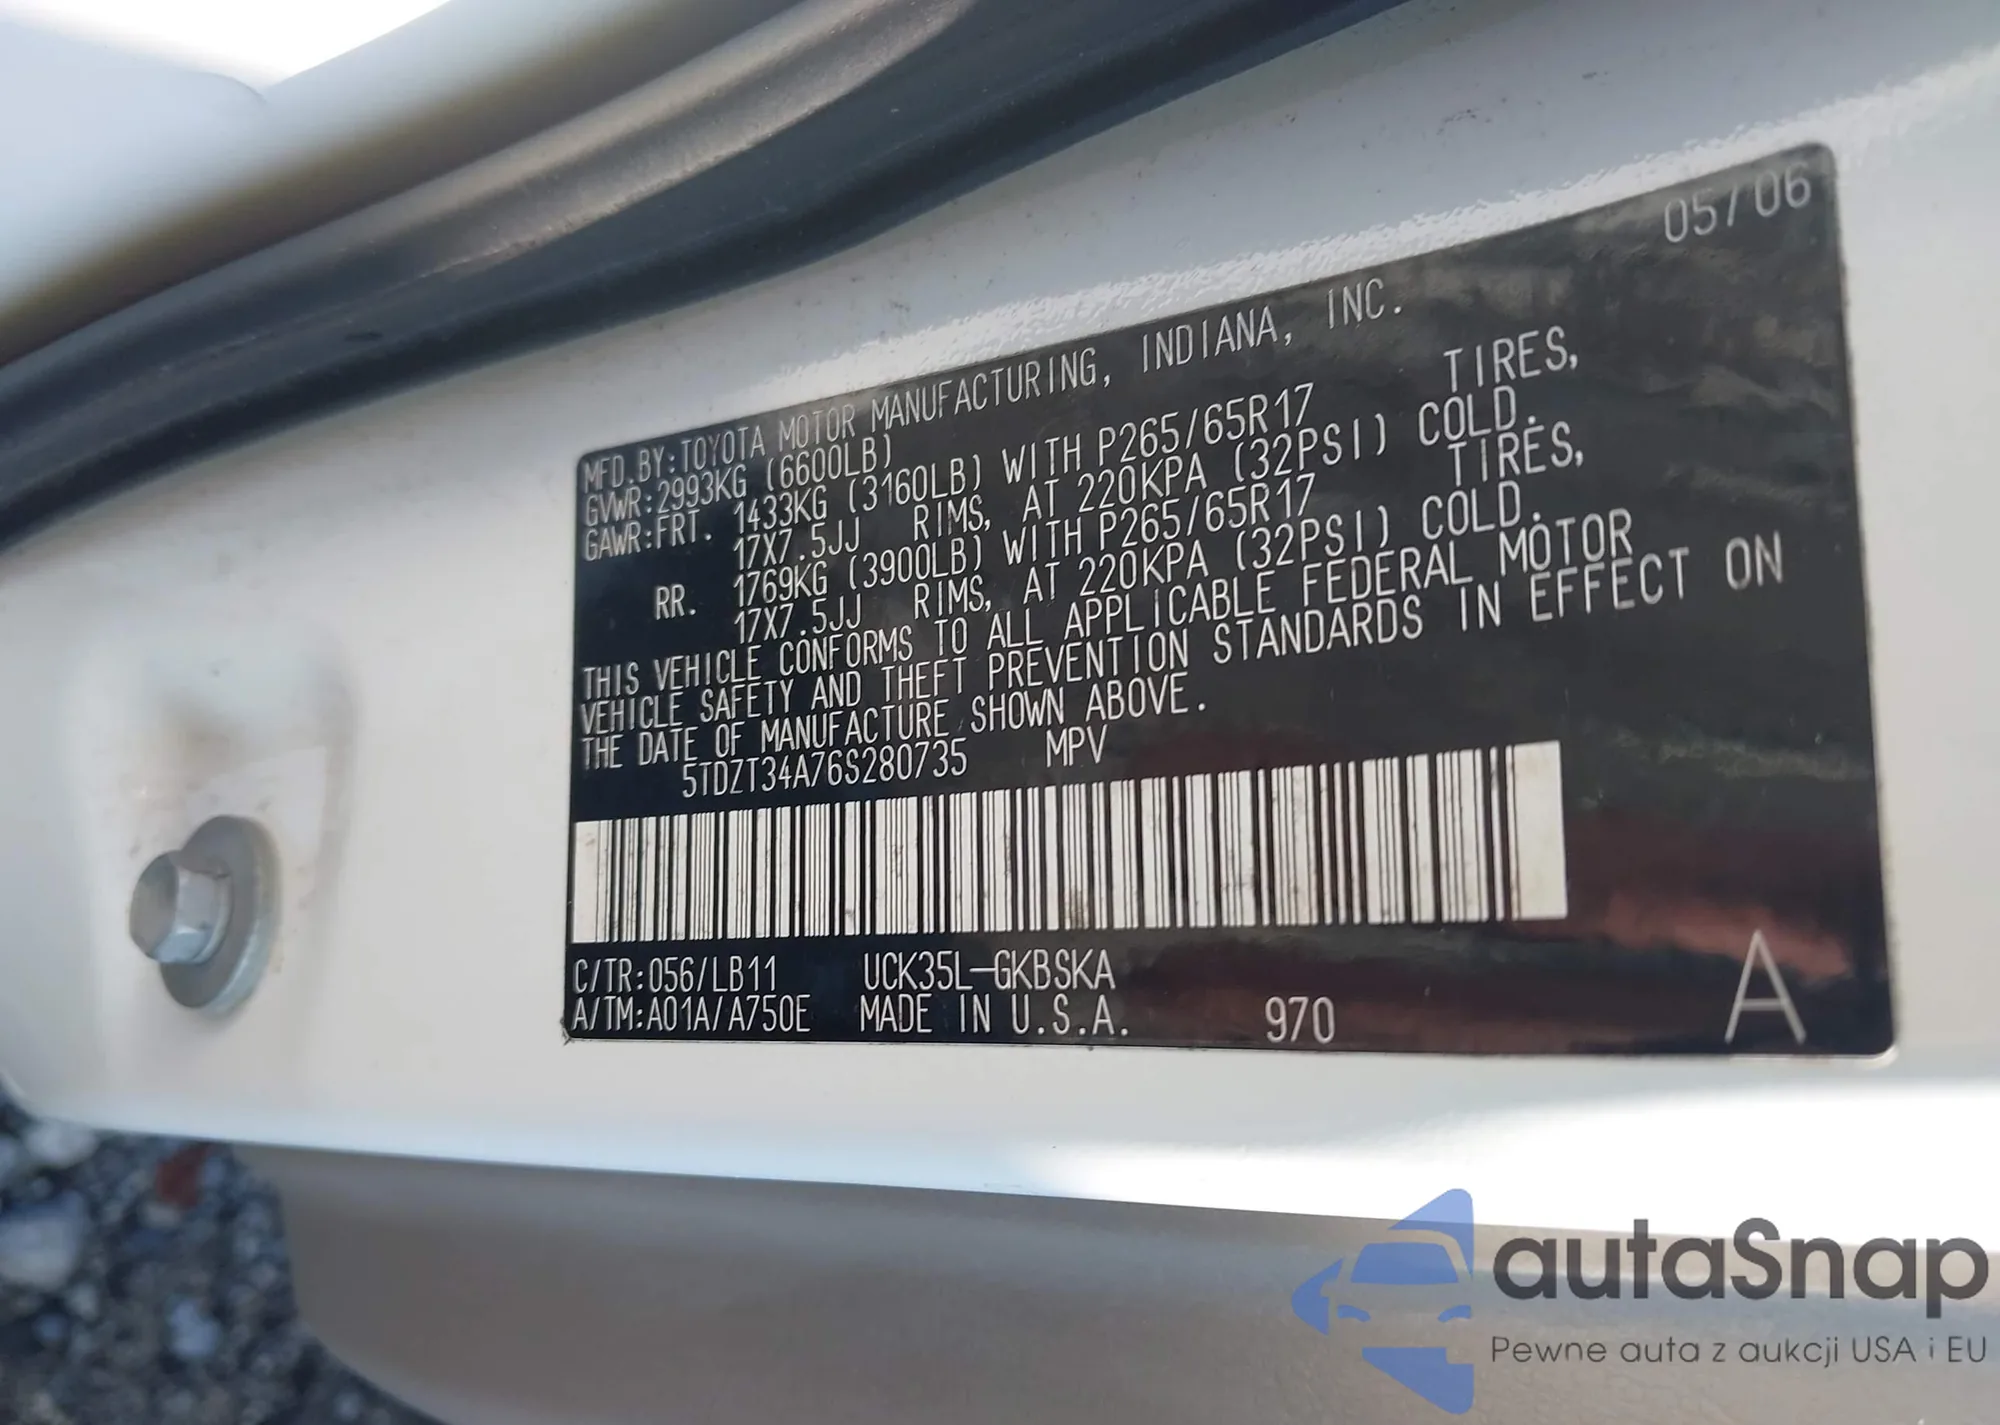 05/06
MFD.BY:TOYOTA MOTOR MANUFACTURING, INDIANA, INC.
GVWR:2993KG (6600LB)
GAWR:FRT. 1433KG (3160LB) WITH P265/65R17 TIRES,
17X7.5JJ RIMS, AT 220KPA (32PSI) COLD.
RR. 1769KG (3900LB) WITH P265/65R17 TIRES,
17X7.5JJ RIMS, AT 220KPA (32PSI) COLD.
THIS VEHICLE CONFORMS TO ALL APPLICABLE FEDERAL MOTOR
VEHICLE SAFETY AND THEFT PREVENTION STANDARDS IN EFFECT ON
THE DATE OF MANUFACTURE SHOWN ABOVE.
5TDZT34A76S280735 MPV
C/TR:056/LB11 UCK35L-GKBSKA
A/TM:A01A/A750E MADE IN U.S.A. 970 A
autaSnap
Pewne auta z aukcji USA i EU